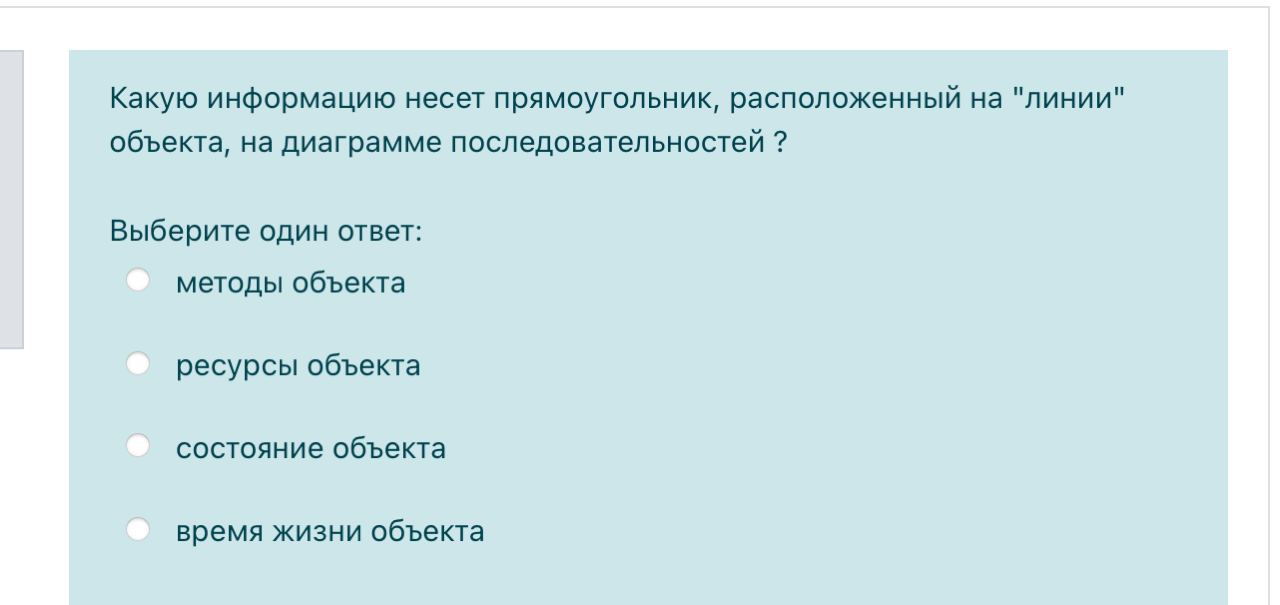 Какую информацию несет прямоугольник, расположенный на "линии"
объекта, на диаграмме последовательностей ?
Выберите один ответ:
методы объекта
ресурсы объекта
состояние объекта
время жизни объекта